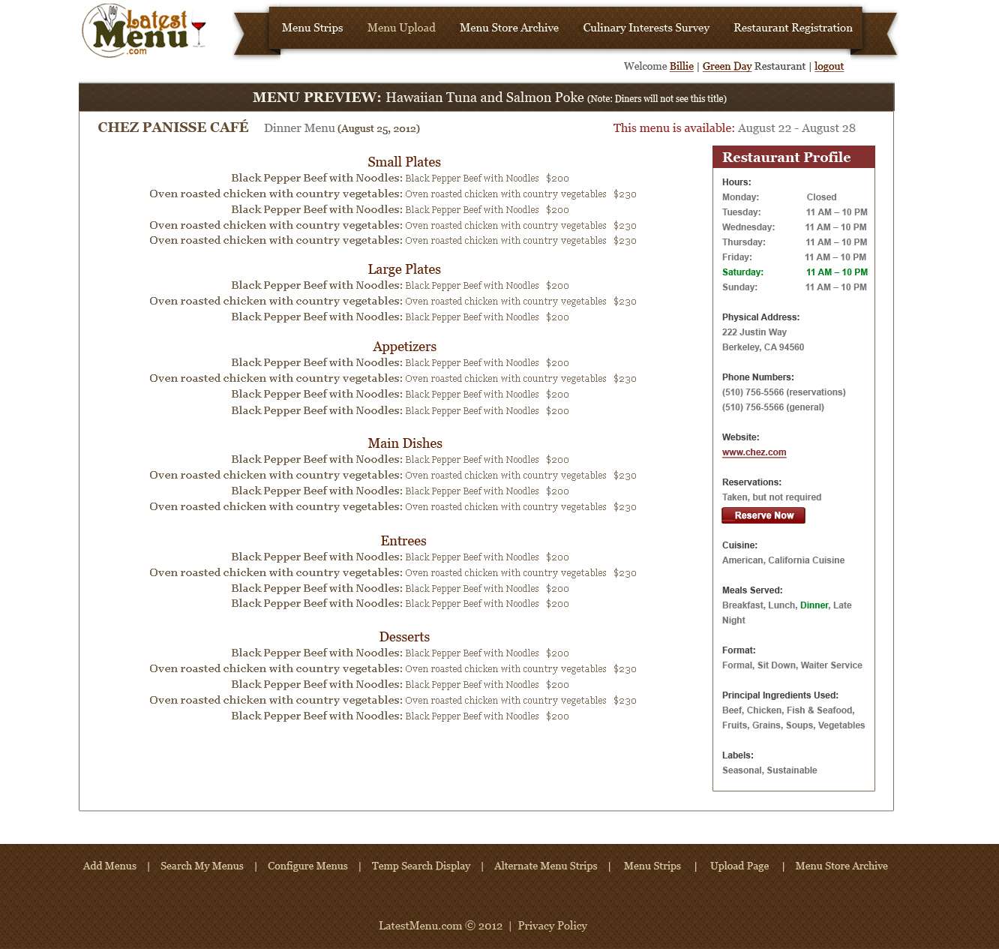 Latest
Menu
.com
Menu Strips Menu Upload Menu Store Archive Culinary Interests Survey Restaurant Registration
Welcome Billie | Green Day Restaurant | logout
MENU PREVIEW: Hawaiian Tuna and Salmon Poke (Note: Diners will not see this title)
CHEZ PANISSE CAFÉ Dinner Menu (August 25, 2012) This menu is available: August 22 - August 28
Small Plates
Black Pepper Beef with Noodles: Black Pepper Beef with Noodles $200
Oven roasted chicken with country vegetables: Oven roasted chicken with country vegetables $230
Black Pepper Beef with Noodles: Black Pepper Beef with Noodles $200
Oven roasted chicken with country vegetables: Oven roasted chicken with country vegetables $230
Oven roasted chicken with country vegetables: Oven roasted chicken with country vegetables $230
Large Plates
Black Pepper Beef with Noodles: Black Pepper Beef with Noodles $200
Oven roasted chicken with country vegetables: Oven roasted chicken with country vegetables $230
Black Pepper Beef with Noodles: Black Pepper Beef with Noodles $200
Appetizers
Black Pepper Beef with Noodles: Black Pepper Beef with Noodles $200
Oven roasted chicken with country vegetables: Oven roasted chicken with country vegetables $230
Black Pepper Beef with Noodles: Black Pepper Beef with Noodles $200
Black Pepper Beef with Noodles: Black Pepper Beef with Noodles $200
Main Dishes
Black Pepper Beef with Noodles: Black Pepper Beef with Noodles $200
Oven roasted chicken with country vegetables: Oven roasted chicken with country vegetables $230
Black Pepper Beef with Noodles: Black Pepper Beef with Noodles $200
Oven roasted chicken with country vegetables: Oven roasted chicken with country vegetables $230
Entrees
Black Pepper Beef with Noodles: Black Pepper Beef with Noodles $200
Oven roasted chicken with country vegetables: Oven roasted chicken with country vegetables $230
Black Pepper Beef with Noodles: Black Pepper Beef with Noodles $200
Black Pepper Beef with Noodles: Black Pepper Beef with Noodles $200
Desserts
Black Pepper Beef with Noodles: Black Pepper Beef with Noodles $200
Oven roasted chicken with country vegetables: Oven roasted chicken with country vegetables $230
Black Pepper Beef with Noodles: Black Pepper Beef with Noodles $200
Oven roasted chicken with country vegetables: Oven roasted chicken with country vegetables $230
Black Pepper Beef with Noodles: Black Pepper Beef with Noodles $200
Restaurant Profile
Hours:
Monday: Closed
Tuesday: 11 AM – 10 PM
Wednesday: 11 AM – 10 PM
Thursday: 11 AM – 10 PM
Friday: 11 AM – 10 PM
Saturday: 11 AM – 10 PM
Sunday: 11 AM – 10 PM
Physical Address:
222 Justin Way
Berkeley, CA 94560
Phone Numbers:
(510) 756-5566 (reservations)
(510) 756-5566 (general)
Website:
www.chez.com
Reservations:
Taken, but not required
Reserve Now
Cuisine:
American, California Cuisine
Meals Served:
Breakfast, Lunch, Dinner, Late
Night
Format:
Formal, Sit Down, Waiter Service
Principal Ingredients Used:
Beef, Chicken, Fish & Seafood,
Fruits, Grains, Soups, Vegetables
Labels:
Seasonal, Sustainable
Add Menus | Search My Menus | Configure Menus | Temp Search Display | Alternate Menu Strips | Menu Strips | Upload Page | Menu Store Archive
LatestMenu.com © 2012 | Privacy Policy